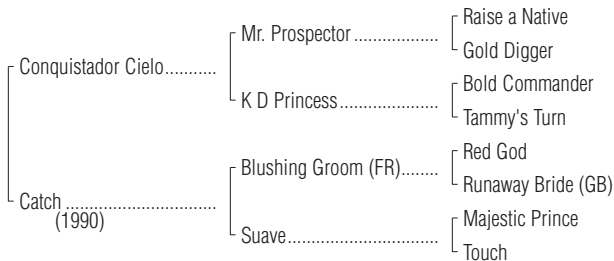 Raise a Native
Mr. Prospector ..................
Gold Digger
Conquistador Cielo...........
Bold Commander
K D Princess.....................
Tammy's Turn
Red God
Blushing Groom (FR)........
Runaway Bride (GB)
Catch ................................
(1990)
Majestic Prince
Suave................................
Touch